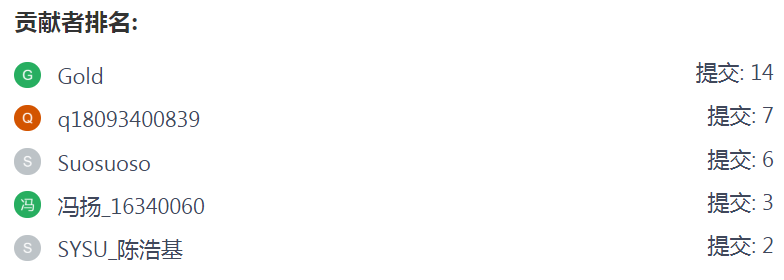 贡献者排名:
G Gold 提交: 14
Q q18093400839 提交: 7
S Suosuoso 提交: 6
冯 冯扬_16340060 提交: 3
S SYSU_陈浩基 提交: 2